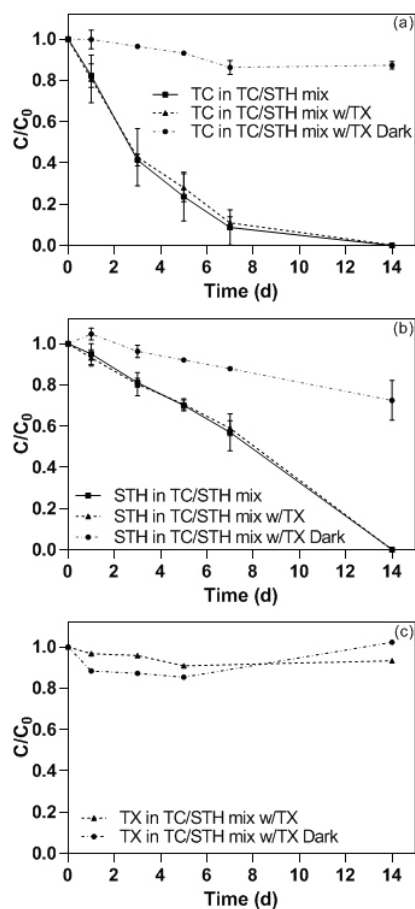 (a)
1.0
0.8
0.6
0.4
0.2
0.0
C/C0
TC in TC/STH mix
TC in TC/STH mix w/TX
TC in TC/STH mix w/TX Dark
0 2 4 6 8 10 12 14
Time (d)
(b)
1.0
0.8
0.6
0.4
0.2
0.0
C/C0
STH in TC/STH mix
STH in TC/STH mix w/TX
STH in TC/STH mix w/TX Dark
0 2 4 6 8 10 12 14
Time (d)
(c)
1.0
0.8
0.6
0.4
0.2
0.0
C/C0
TX in TC/STH mix w/TX
TX in TC/STH mix w/TX Dark
0 2 4 6 8 10 12 14
Time (d)